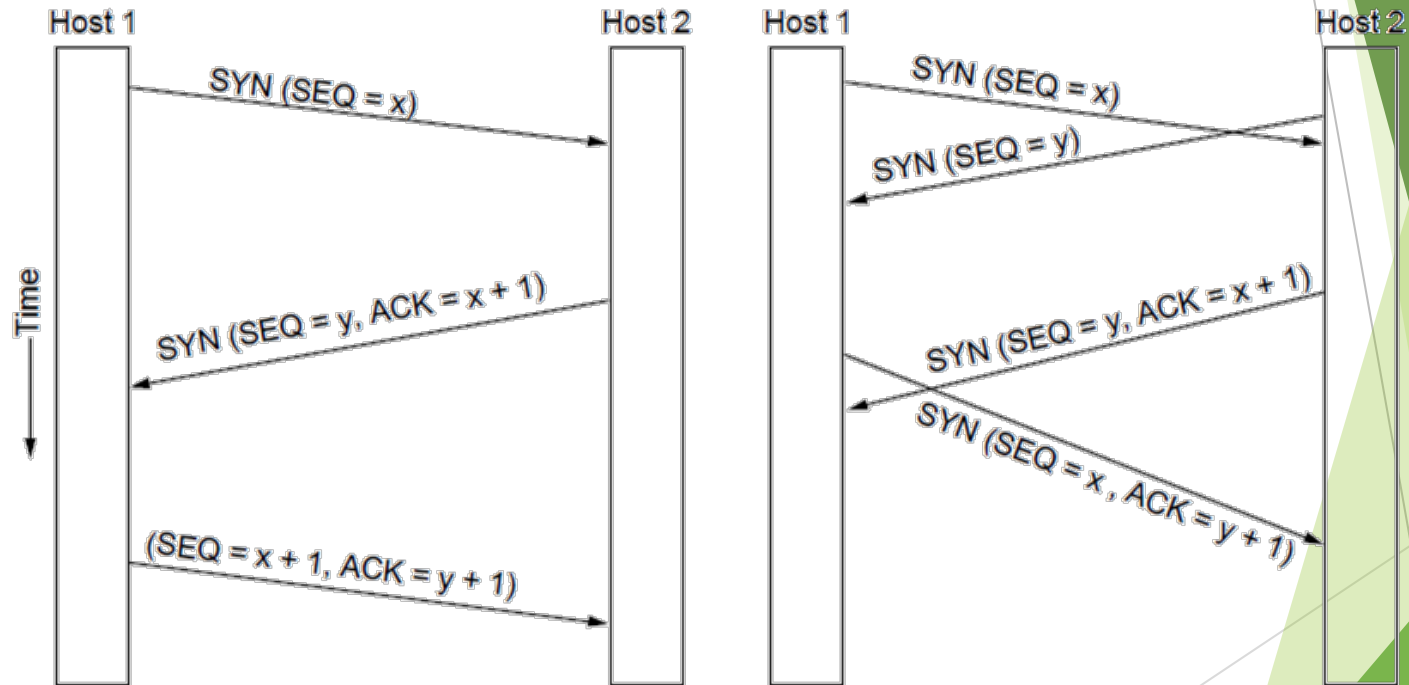 Host 1
Host 2
SYN (SEQ = x)
SYN (SEQ = y, ACK = x + 1)
(SEQ = x + 1, ACK = y + 1)
Time
Host 1
Host 2
SYN (SEQ = x)
SYN (SEQ = y)
SYN (SEQ = y, ACK = x + 1)
SYN (SEQ = x , ACK = y + 1)